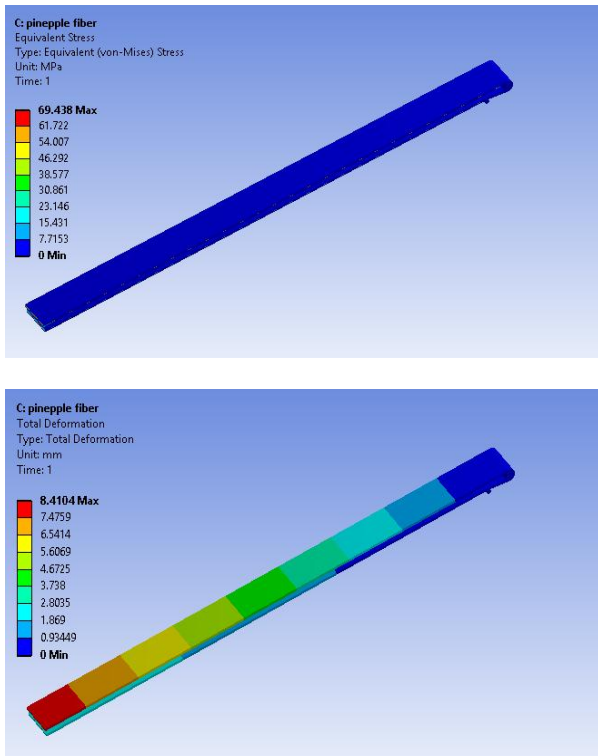 C: pinepple fiber
Equivalent Stress
Type: Equivalent (von-Mises) Stress
Unit: MPa
Time: 1
69.438 Max
61.722
54.007
46.292
38.577
30.861
23.146
15.431
7.7153
0 Min
C: pinepple fiber
Total Deformation
Type: Total Deformation
Unit: mm
Time: 1
8.4104 Max
7.4759
6.5414
5.6069
4.6725
3.738
2.8035
1.869
0.93449
0 Min